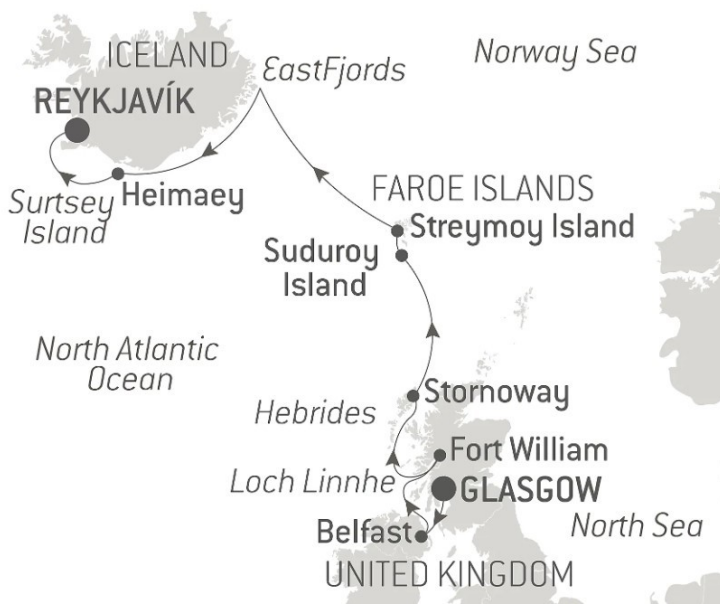 ICELAND
Norway Sea
EastFjords
REYKJAVÍK
Heimaey
Surtsey
Island
FAROE ISLANDS
Streymoy Island
Suduroy
Island
North Atlantic
Ocean
Stornoway
Hebrides
Fort William
Loch Linnhe
GLASGOW
Belfast
North Sea
UNITED KINGDOM